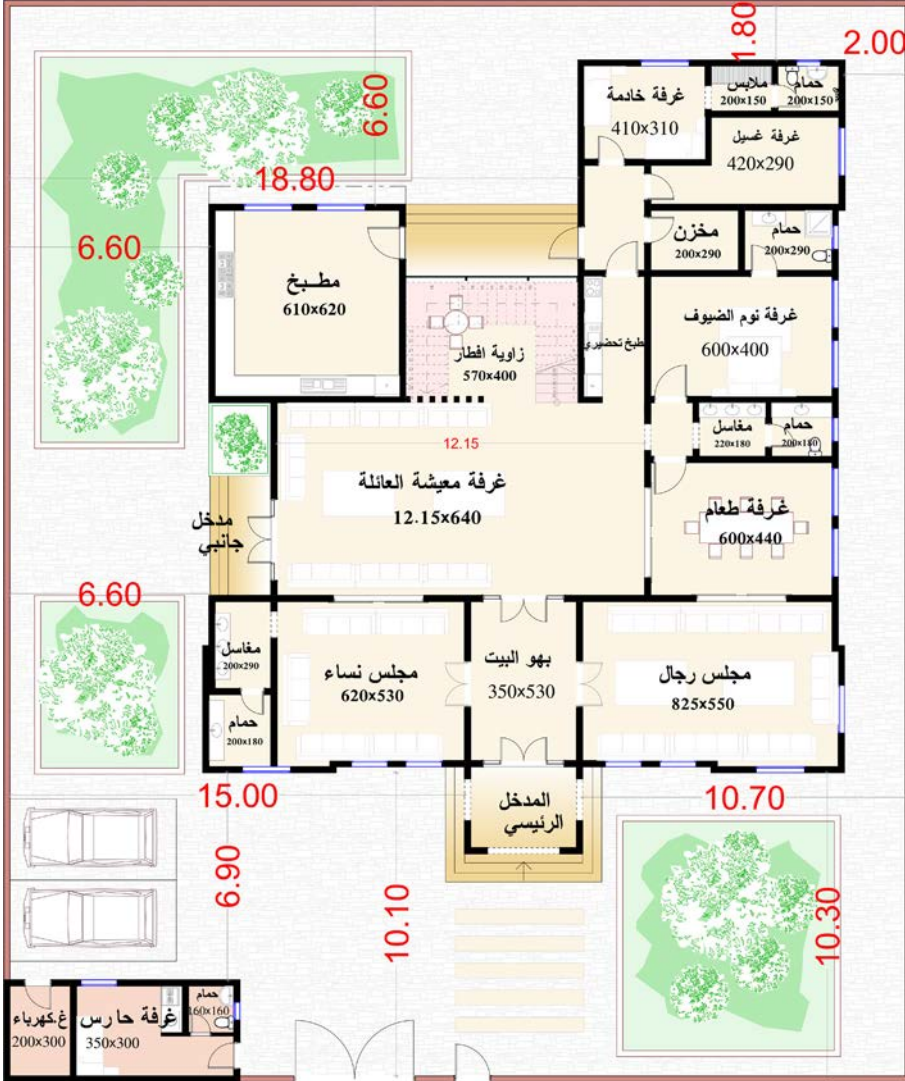 1.80
2.00
6.60
18.80
6.60
غرفة خادمة
410x310
ملابس
200x150
حمام
200x150
غرفة غسيل
420x290
مخزن
200x290
حمام
200x290
مطبخ
610x620
زاوية افطار
570x400
طبخ تحضيري
غرفة نوم الضيوف
600x400
مغاسل
220x180
حمام
200x180
12.15
غرفة معيشة العائلة
12.15x640
غرفة طعام
600x440
مدخل
جانبي
6.60
مغاسل
200x290
حمام
200x180
مجلس نساء
620x530
بهو البيت
350x530
مجلس رجال
825x550
المدخل
الرئيسي
15.00
10.70
6.90
10.10
10.30
غ.كهرباء
200x300
غرفة حارس
350x300
حمام
160x160